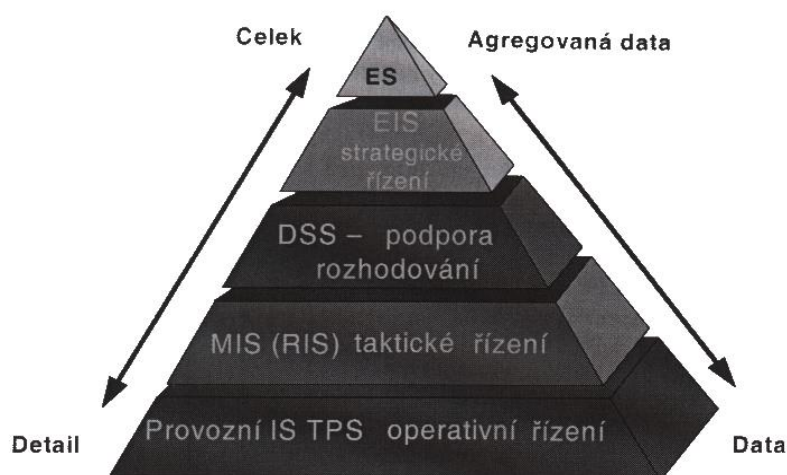 Celek
Agregovaná data
ES
EIS
strategické
řízení
DSS – podpora
rozhodování
MIS (RIS) taktické řízení
Provozní IS TPS operativní řízení
Detail
Data